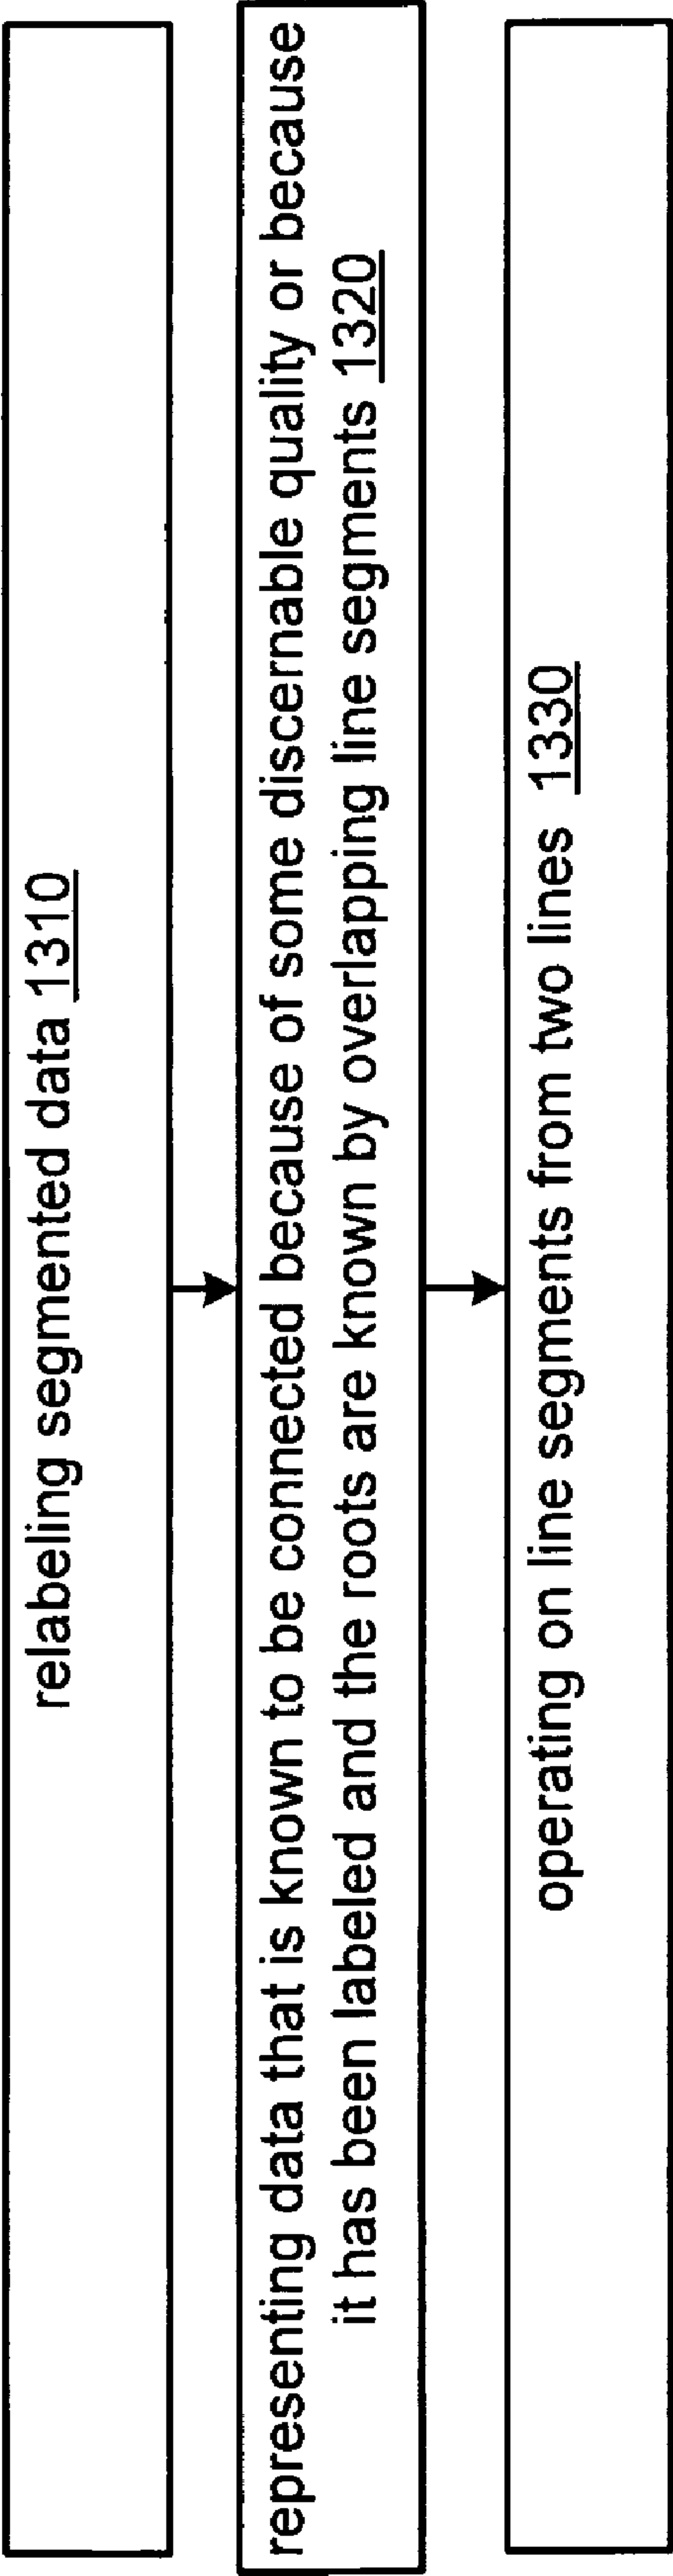 relabeling segmented data 1310
representing data that is known to be connected because of some discernable quality or because
it has been labeled and the roots are known by overlapping line segments 1320
operating on line segments from two lines 1330